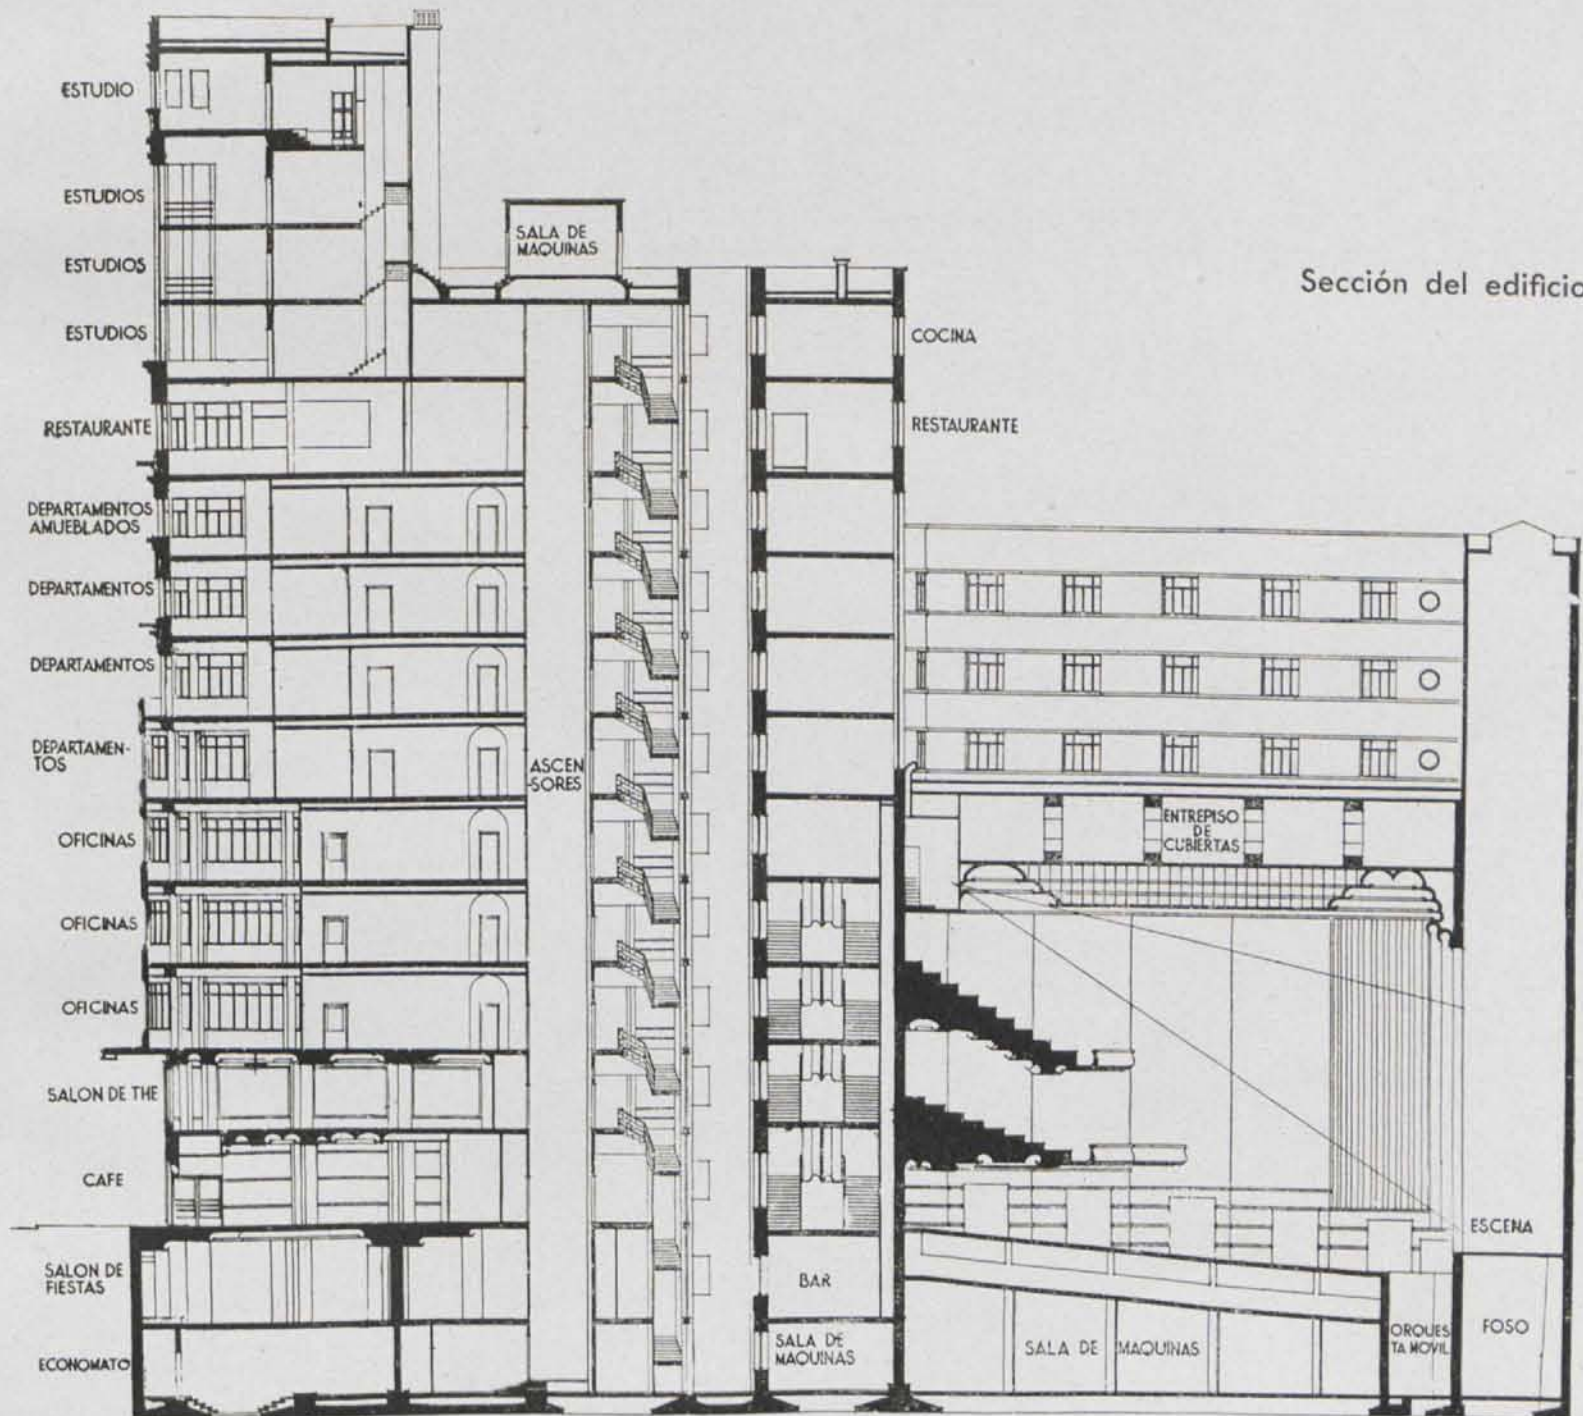 Sección del edificio
ESTUDIO
ESTUDIOS
ESTUDIOS
ESTUDIOS
RESTAURANTE
DEPARTAMENTOS
AMUEBLADOS
DEPARTAMENTOS
DEPARTAMENTOS
DEPARTAMEN-
TOS
OFICINAS
OFICINAS
OFICINAS
SALON DE THE
CAFE
SALON DE
FIESTAS
ECONOMATO
SALA DE
MAQUINAS
ASCEN
-SORES
COCINA
RESTAURANTE
BAR
SALA DE
MAQUINAS
ENTREPISO
DE
CUBIERTAS
ESCENA
SALA DE MAQUINAS
ORQUES
TA MOVIL
FOSO